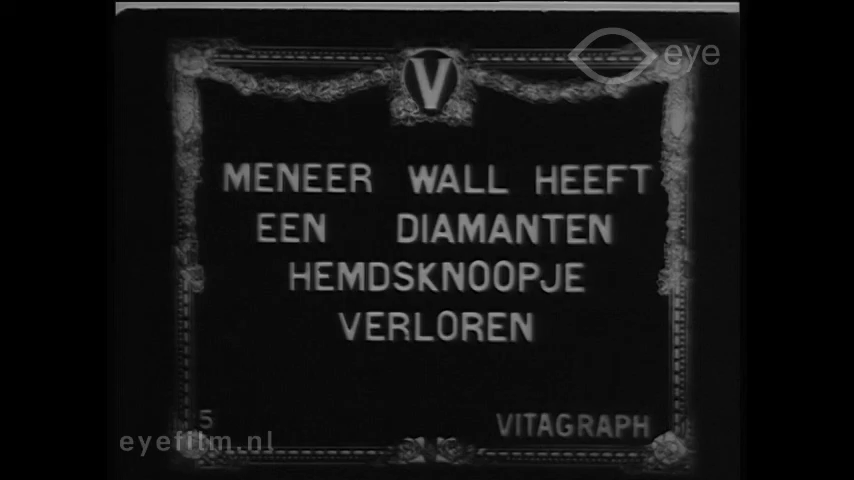 eye
V
MENEER WALL HEEFT
EEN DIAMANTEN
HEMDSKNOOPJE
VERLOREN
5
VITAGRAPH
eyefilm.nl